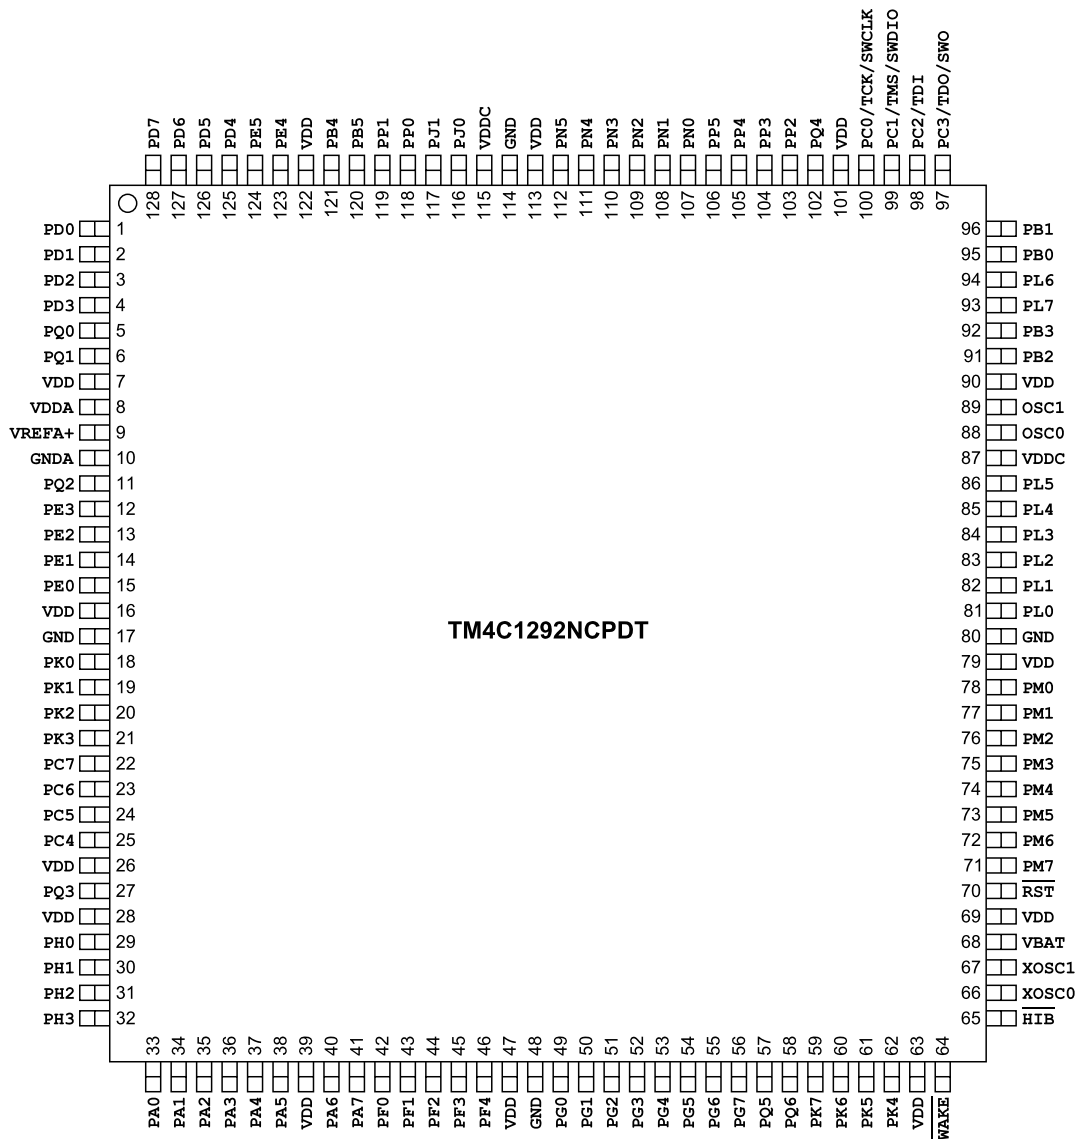 PD7 PD6 PD5 PD4 PE5 PE4 VDD PB4 PB5 PP1 PP0 PJ1 PJ0 VDDC GND VDD PN5 PN4 PN3 PN2 PN1 PN0 PP5 PP4 PP3 PP2 PQ4 VDD PC0/TCK/SWCLK PC1/TMS/SWDIO PC2/TDI PC3/TDO/SWO
128 127 126 125 124 123 122 121 120 119 118 117 116 115 114 113 112 111 110 109 108 107 106 105 104 103 102 101 100 99 98 97
PD0 1 96 PB1
PD1 2 95 PB0
PD2 3 94 PL6
PD3 4 93 PL7
PQ0 5 92 PB3
PQ1 6 91 PB2
VDD 7 90 VDD
VDDA 8 89 OSC1
VREFA+ 9 88 OSC0
GNDA 10 87 VDDC
PQ2 11 86 PL5
PE3 12 85 PL4
PE2 13 84 PL3
PE1 14 83 PL2
PE0 15 82 PL1
VDD 16 81 PL0
GND 17 80 GND
TM4C1292NCPDT
PK0 18 79 VDD
PK1 19 78 PM0
PK2 20 77 PM1
PK3 21 76 PM2
PC7 22 75 PM3
PC6 23 74 PM4
PC5 24 73 PM5
PC4 25 72 PM6
VDD 26 71 PM7
PQ3 27 70 RST
VDD 28 69 VDD
PH0 29 68 VBAT
PH1 30 67 XOSC1
PH2 31 66 XOSC0
PH3 32 65 HIB
33 34 35 36 37 38 39 40 41 42 43 44 45 46 47 48 49 50 51 52 53 54 55 56 57 58 59 60 61 62 63 64
PA0 PA1 PA2 PA3 PA4 PA5 VDD PA6 PA7 PF0 PF1 PF2 PF3 PF4 VDD GND PG0 PG1 PG2 PG3 PG4 PG5 PG6 PG7 PQ5 PQ6 PK7 PK6 PK5 PK4 VDD WAKE